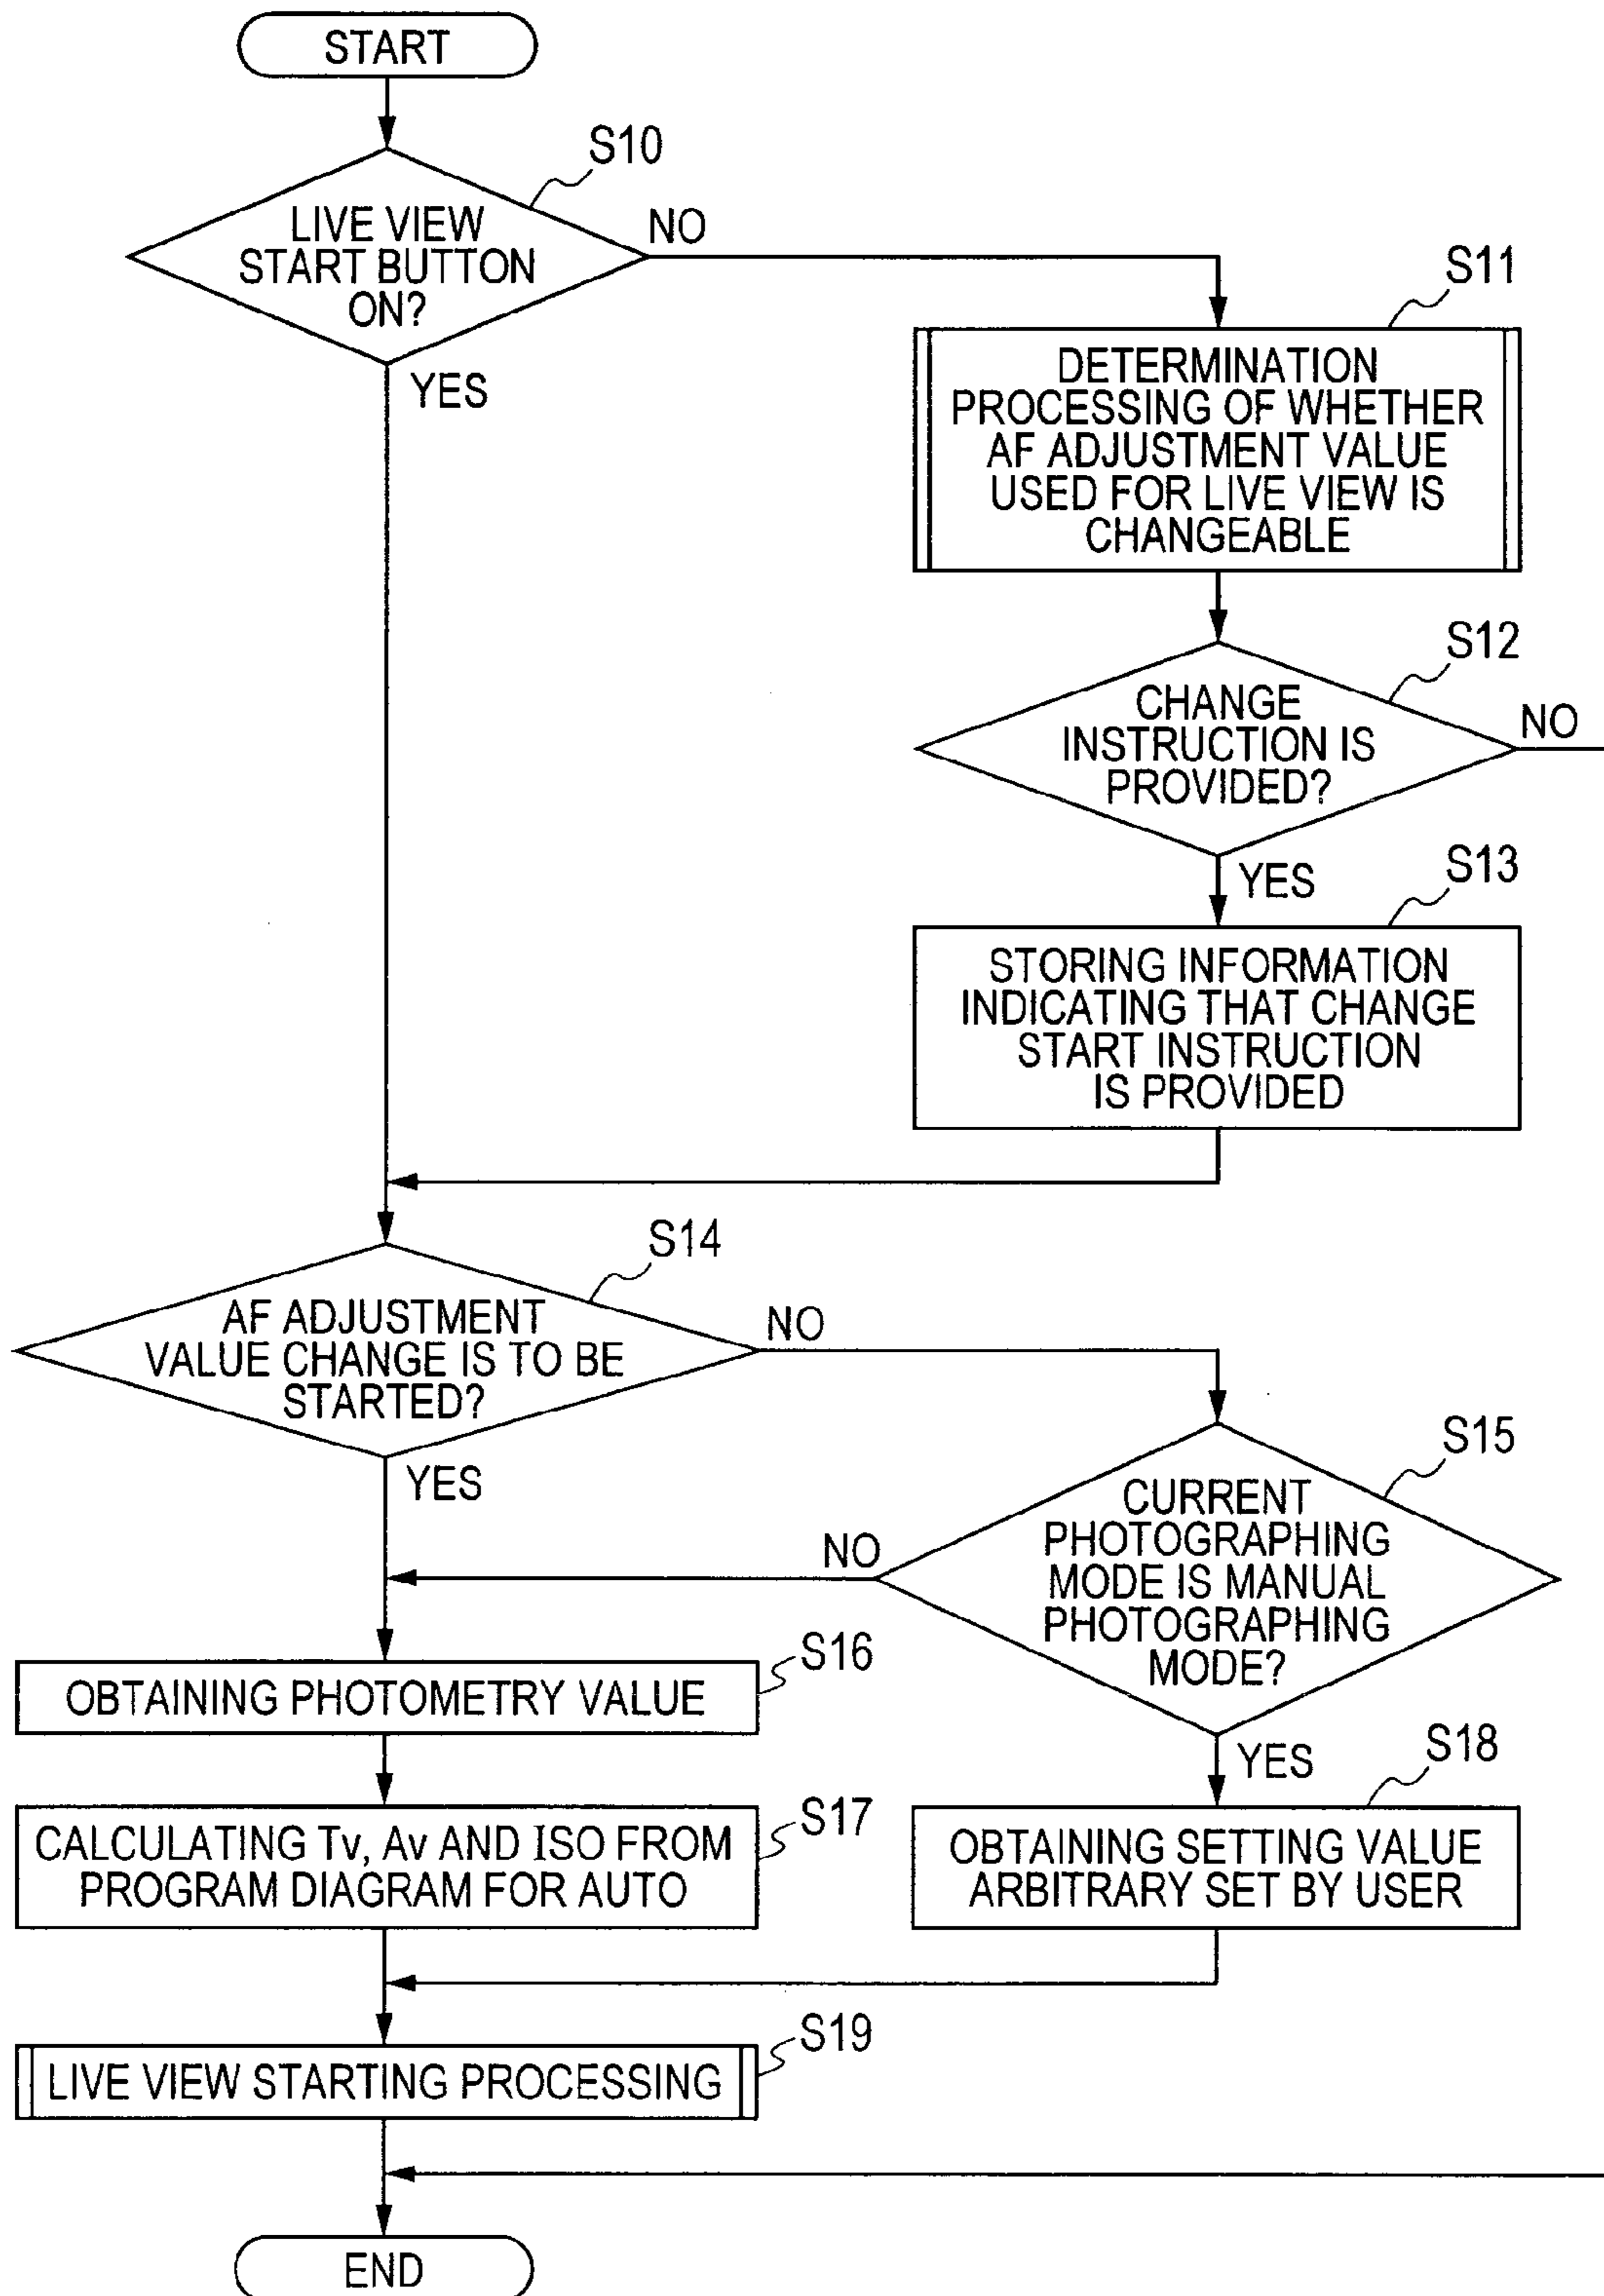 START
S10
LIVE VIEW
START BUTTON
ON?
NO
YES
S11
DETERMINATION
PROCESSING OF WHETHER
AF ADJUSTMENT VALUE
USED FOR LIVE VIEW IS
CHANGEABLE
S12
CHANGE
INSTRUCTION IS
PROVIDED?
NO
YES
S13
STORING INFORMATION
INDICATING THAT CHANGE
START INSTRUCTION
IS PROVIDED
S14
AF ADJUSTMENT
VALUE CHANGE IS TO BE
STARTED?
NO
YES
S15
CURRENT
PHOTOGRAPHING
MODE IS MANUAL
PHOTOGRAPHING
MODE?
NO
YES
S16
OBTAINING PHOTOMETRY VALUE
S17
CALCULATING Tv, Av AND ISO FROM
PROGRAM DIAGRAM FOR AUTO
S18
OBTAINING SETTING VALUE
ARBITRARY SET BY USER
S19
LIVE VIEW STARTING PROCESSING
END